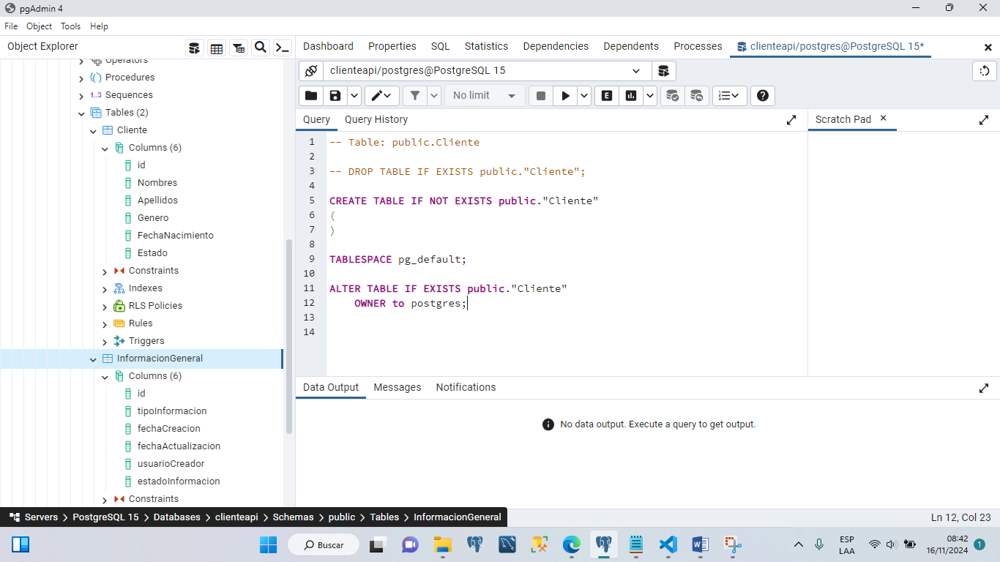 pgAdmin 4
File Object Tools Help
Object Explorer
Dashboard Properties SQL Statistics Dependencies Dependents Processes clienteapi/postgres@PostgreSQL 15*
Operators
Procedures
1..3 Sequences
Tables (2)
Cliente
Columns (6)
id
Nombres
Apellidos
Genero
FechaNacimiento
Estado
Constraints
Indexes
RLS Policies
Rules
Triggers
InformacionGeneral
Columns (6)
id
tipoInformacion
fechaCreacion
fechaActualizacion
usuarioCreador
estadoInformacion
Constraints
clienteapi/postgres@PostgreSQL 15
No limit
E
Query Query History
Scratch Pad
1 -- Table: public.Cliente
2
3 -- DROP TABLE IF EXISTS public."Cliente";
4
5 CREATE TABLE IF NOT EXISTS public."Cliente"
6 (
7 )
8
9 TABLESPACE pg_default;
10
11 ALTER TABLE IF EXISTS public."Cliente"
12 OWNER to postgres;
13
14
Data Output Messages Notifications
No data output. Execute a query to get output.
Servers > PostgreSQL 15 > Databases > clienteapi > Schemas > public > Tables > InformacionGeneral
Ln 12, Col 23
Buscar
ESP
LAA
08:42
16/11/2024
1